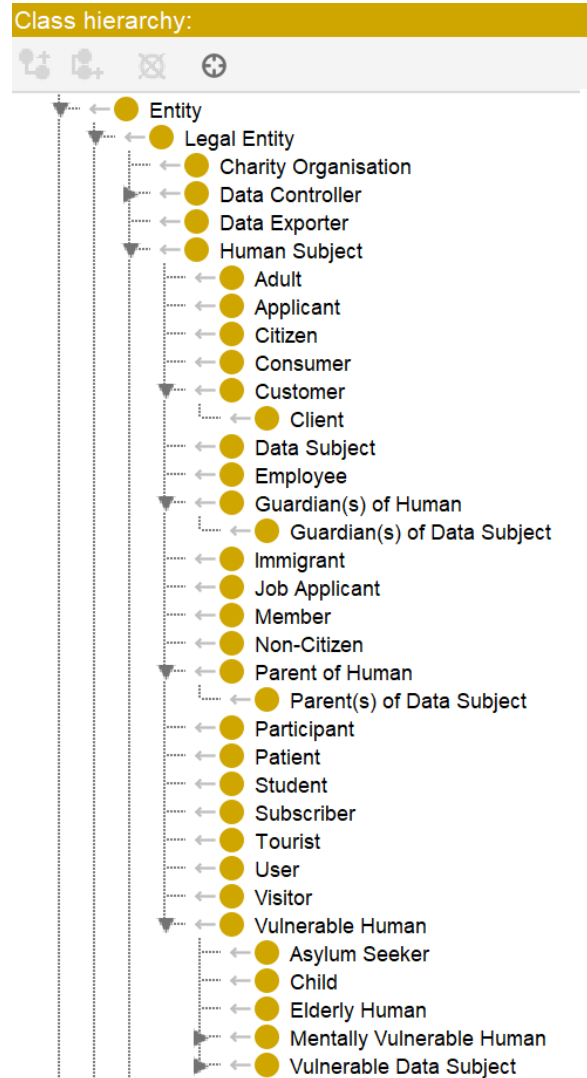 Class hierarchy:
Entity
Legal Entity
Charity Organisation
Data Controller
Data Exporter
Human Subject
Adult
Applicant
Citizen
Consumer
Customer
Client
Data Subject
Employee
Guardian(s) of Human
Guardian(s) of Data Subject
Immigrant
Job Applicant
Member
Non-Citizen
Parent of Human
Parent(s) of Data Subject
Participant
Patient
Student
Subscriber
Tourist
User
Visitor
Vulnerable Human
Asylum Seeker
Child
Elderly Human
Mentally Vulnerable Human
Vulnerable Data Subject